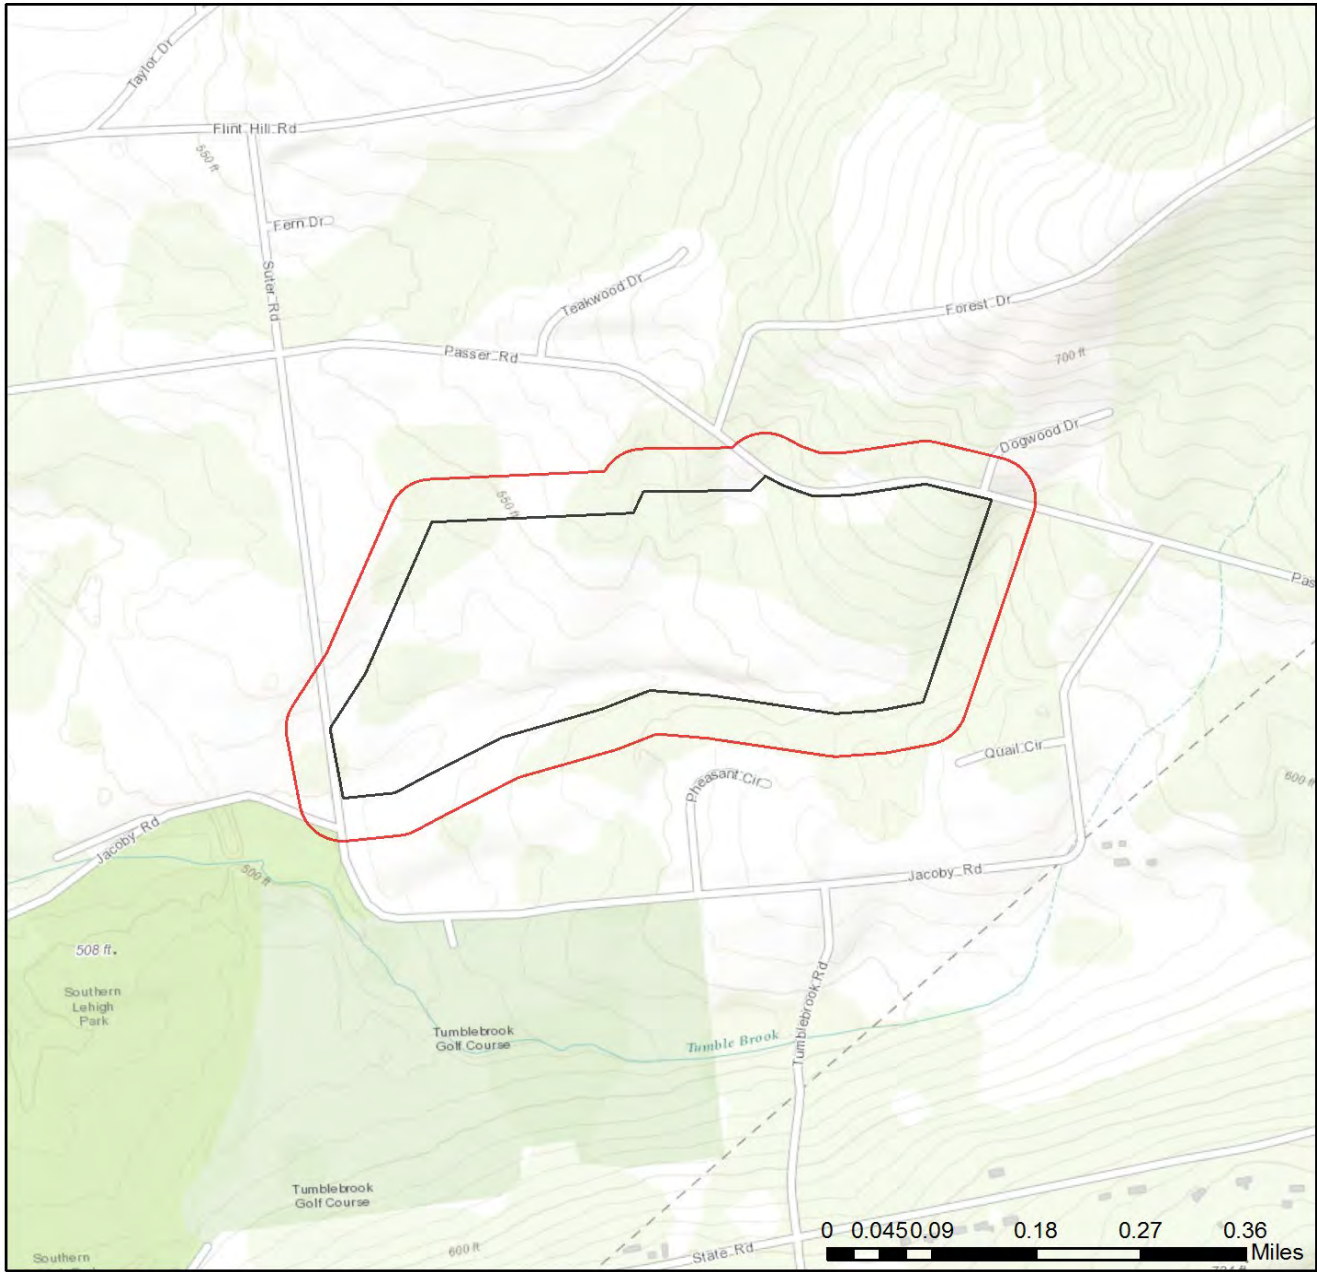 Taylor Dr
Flint Hill Rd
550 ft
Fern Dr
Suter Rd
Teakwood Dr
Forest Dr
Passer Rd
700 ft
Dogwood Dr
550 ft
Pas
Quail Cir
Pheasant Cir
600 ft
Jacoby Rd
500 ft
Jacoby Rd
508 ft.
Southern
Lehigh
Park
Tumblebrook Rd
Tumblebrook
Golf Course
Tumble Brook
Tumblebrook
Golf Course
0 0.045 0.09 0.18 0.27 0.36
Miles
600 ft
State Rd
Southern